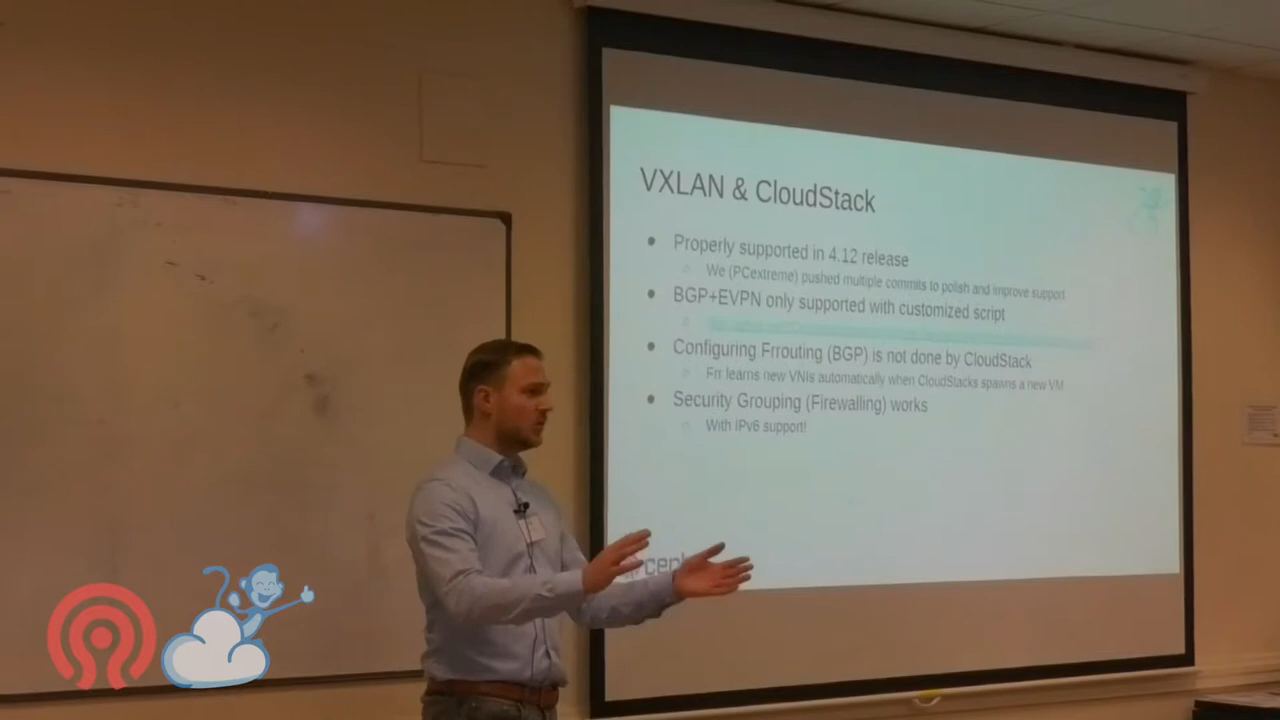 VXLAN & CloudStack
Properly supported in 4.12 release
We (PCextreme) pushed multiple commits to polish and improve support
BGP+EVPN only supported with customized script
Configuring Frrouting (BGP) is not done by CloudStack
Frr learns new VNIs automatically when CloudStacks spawns a new VM
Security Grouping (Firewalling) works
With IPv6 support!